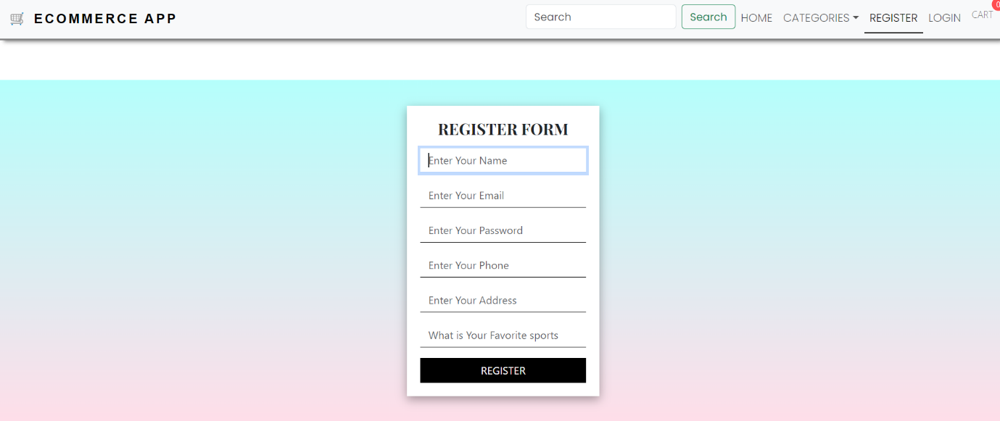 ECOMMERCE APP
Search Search HOME CATEGORIES REGISTER LOGIN CART 0
REGISTER FORM
Enter Your Name
Enter Your Email
Enter Your Password
Enter Your Phone
Enter Your Address
What is Your Favorite sports
REGISTER